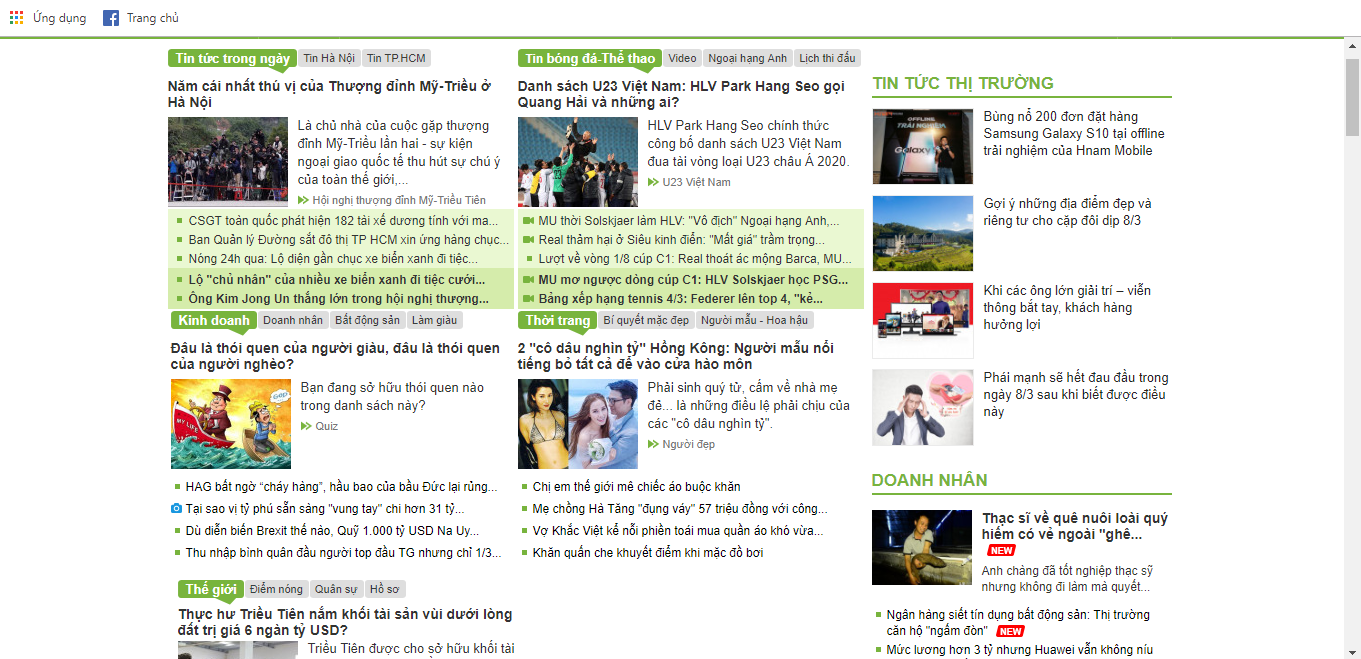 Ứng dụng
Trang chủ
Tin tức trong ngày
Tin Hà Nội
Tin TP.HCM
Năm cái nhất thú vị của Thượng đỉnh Mỹ-Triều ở
Hà Nội
Là chủ nhà của cuộc gặp thượng
đỉnh Mỹ-Triều lần hai - sự kiện
ngoại giao quốc tế thu hút sự chú ý
của toàn thế giới,...
Hội nghị thượng đỉnh Mỹ-Triều Tiên
CSGT toàn quốc phát hiện 182 tài xế dương tính với ma...
Ban Quản lý Đường sắt đô thị TP HCM xin ứng hàng chục...
Nóng 24h qua: Lộ diện gần chục xe biển xanh đi tiệc...
Lộ "chủ nhân" của nhiều xe biển xanh đi tiệc cưới...
Ông Kim Jong Un thắng lớn trong hội nghị thượng...
Tin bóng đá-Thể thao
Video
Ngoại hạng Anh
Lịch thi đấu
Danh sách U23 Việt Nam: HLV Park Hang Seo gọi
Quang Hải và những ai?
HLV Park Hang Seo chính thức
công bố danh sách U23 Việt Nam
đua tài vòng loại U23 châu Á 2020.
U23 Việt Nam
MU thời Solskjaer làm HLV: "Vô địch" Ngoại hạng Anh,...
Real thảm hại ở Siêu kinh điển: "Mất giá" trầm trọng...
Lượt về vòng 1/8 cúp C1: Real thoát ác mộng Barca, MU...
MU mơ ngược dòng cúp C1: HLV Solskjaer học PSG...
Bảng xếp hạng tennis 4/3: Federer lên top 4, "kẻ...
Kinh doanh
Doanh nhân
Bất động sản
Làm giàu
Đâu là thói quen của người giàu, đâu là thói quen
của người nghèo?
GÁP
MY LIFE
Bạn đang sở hữu thói quen nào
trong danh sách này?
Quiz
HAG bất ngờ “cháy hàng”, hầu bao của bầu Đức lại rủng...
Tại sao vị tỷ phú sẵn sàng "vung tay" chi hơn 31 tỷ...
Dù diễn biến Brexit thế nào, Quỹ 1.000 tỷ USD Na Uy...
Thu nhập bình quân đầu người top đầu TG nhưng chỉ 1/3...
Thời trang
Bí quyết mặc đẹp
Người mẫu - Hoa hậu
2 "cô dâu nghìn tỷ" Hồng Kông: Người mẫu nổi
tiếng bỏ tất cả để vào cửa hào môn
Phải sinh quý tử, cấm về nhà mẹ
đẻ... là những điều lệ phải chịu của
các "cô dâu nghìn tỷ".
Người đẹp
Chị em thế giới mê chiếc áo buộc khăn
Mẹ chồng Hà Tăng "đụng váy" 57 triệu đồng với công...
Vợ Khắc Việt kể nỗi phiền toái mua quần áo khó vừa...
Khăn quấn che khuyết điểm khi mặc đồ bơi
Thế giới
Điểm nóng
Quân sự
Hồ sơ
Thực hư Triều Tiên nắm khối tài sản vùi dưới lòng
đất trị giá 6 ngàn tỷ USD?
Triều Tiên được cho sở hữu khối tài
TIN TỨC THỊ TRƯỜNG
OFFLINE
TRẢI NGHIỆM
Galaxy
Bùng nổ 200 đơn đặt hàng
Samsung Galaxy S10 tại offline
trải nghiệm của Hnam Mobile
Gợi ý những địa điểm đẹp và
riêng tư cho cặp đôi dịp 8/3
Khi các ông lớn giải trí – viễn
thông bắt tay, khách hàng
hưởng lợi
Phái mạnh sẽ hết đau đầu trong
ngày 8/3 sau khi biết được điều
này
DOANH NHÂN
Thạc sĩ về quê nuôi loài quý
hiếm có vẻ ngoài "ghê...
NEW
Anh chàng đã tốt nghiệp thạc sỹ
nhưng không đi làm mà quyết...
Ngân hàng siết tín dụng bất động sản: Thị trường
căn hộ "ngấm đòn" NEW
Mức lương hơn 3 tỷ nhưng Huawei vẫn không níu